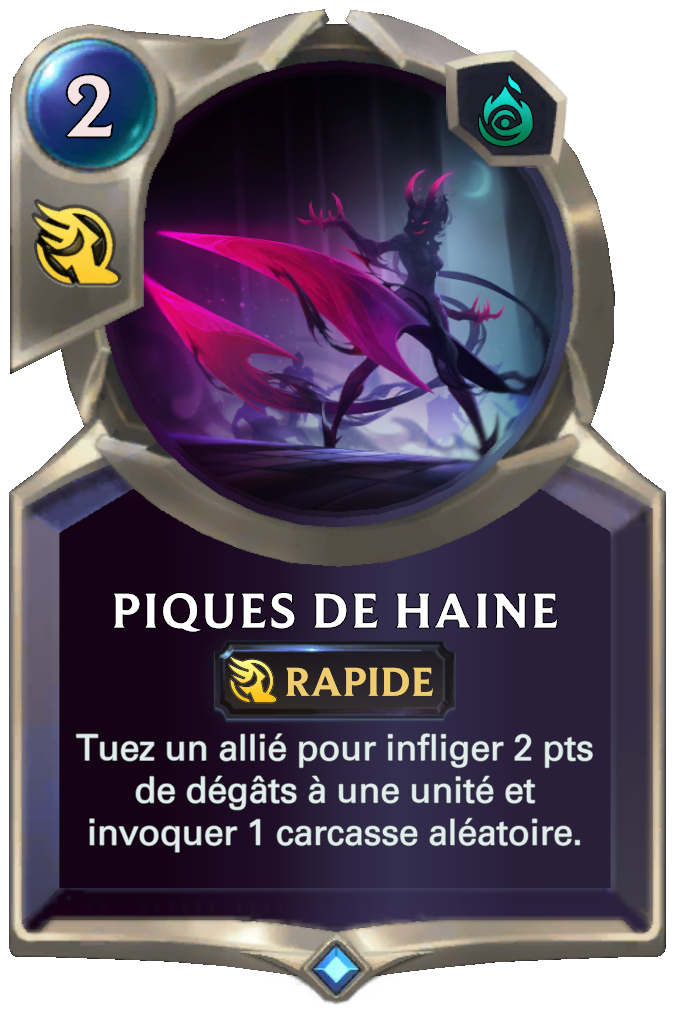 2
PIQUES DE HAINE
RAPIDE
Tuez un allié pour infliger 2 pts
de dégâts à une unité et
invoquer 1 carcasse aléatoire.